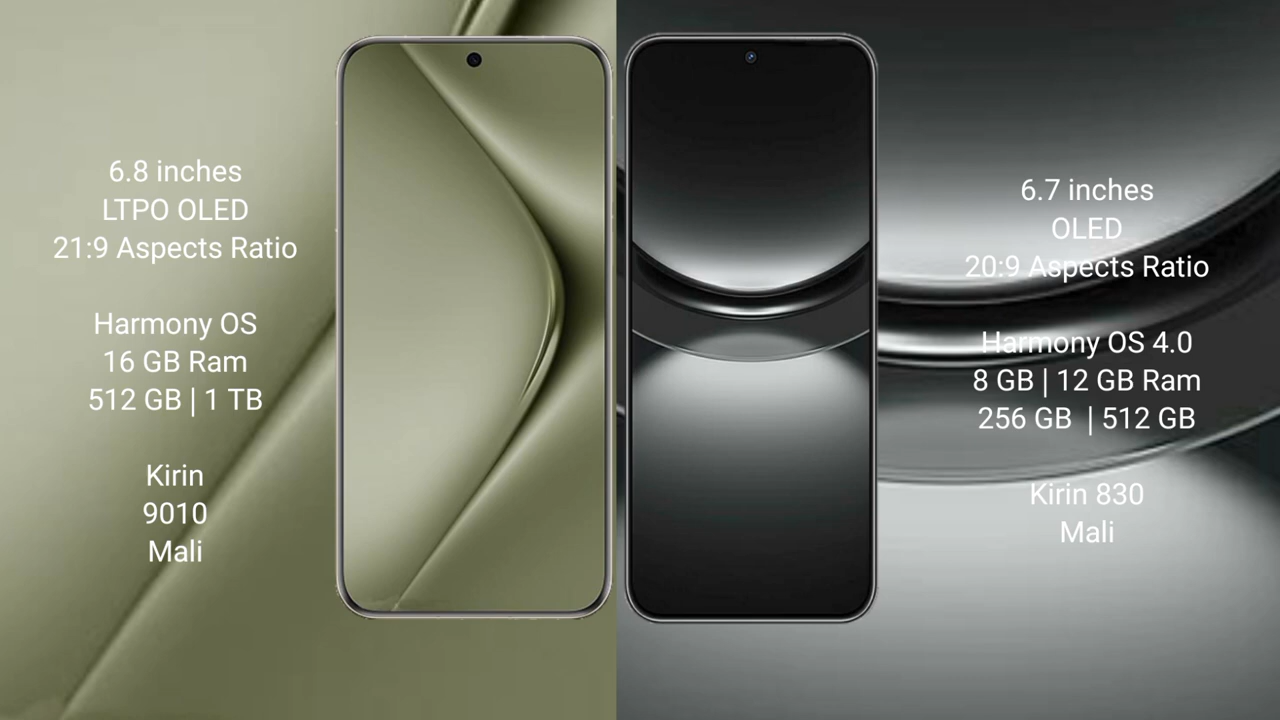 6.8 inches
LTPO OLED
21:9 Aspects Ratio
Harmony OS
16 GB Ram
512 GB | 1 TB
Kirin
9010
Mali
6.7 inches
OLED
20:9 Aspects Ratio
Harmony OS 4.0
8 GB | 12 GB Ram
256 GB | 512 GB
Kirin 830
Mali